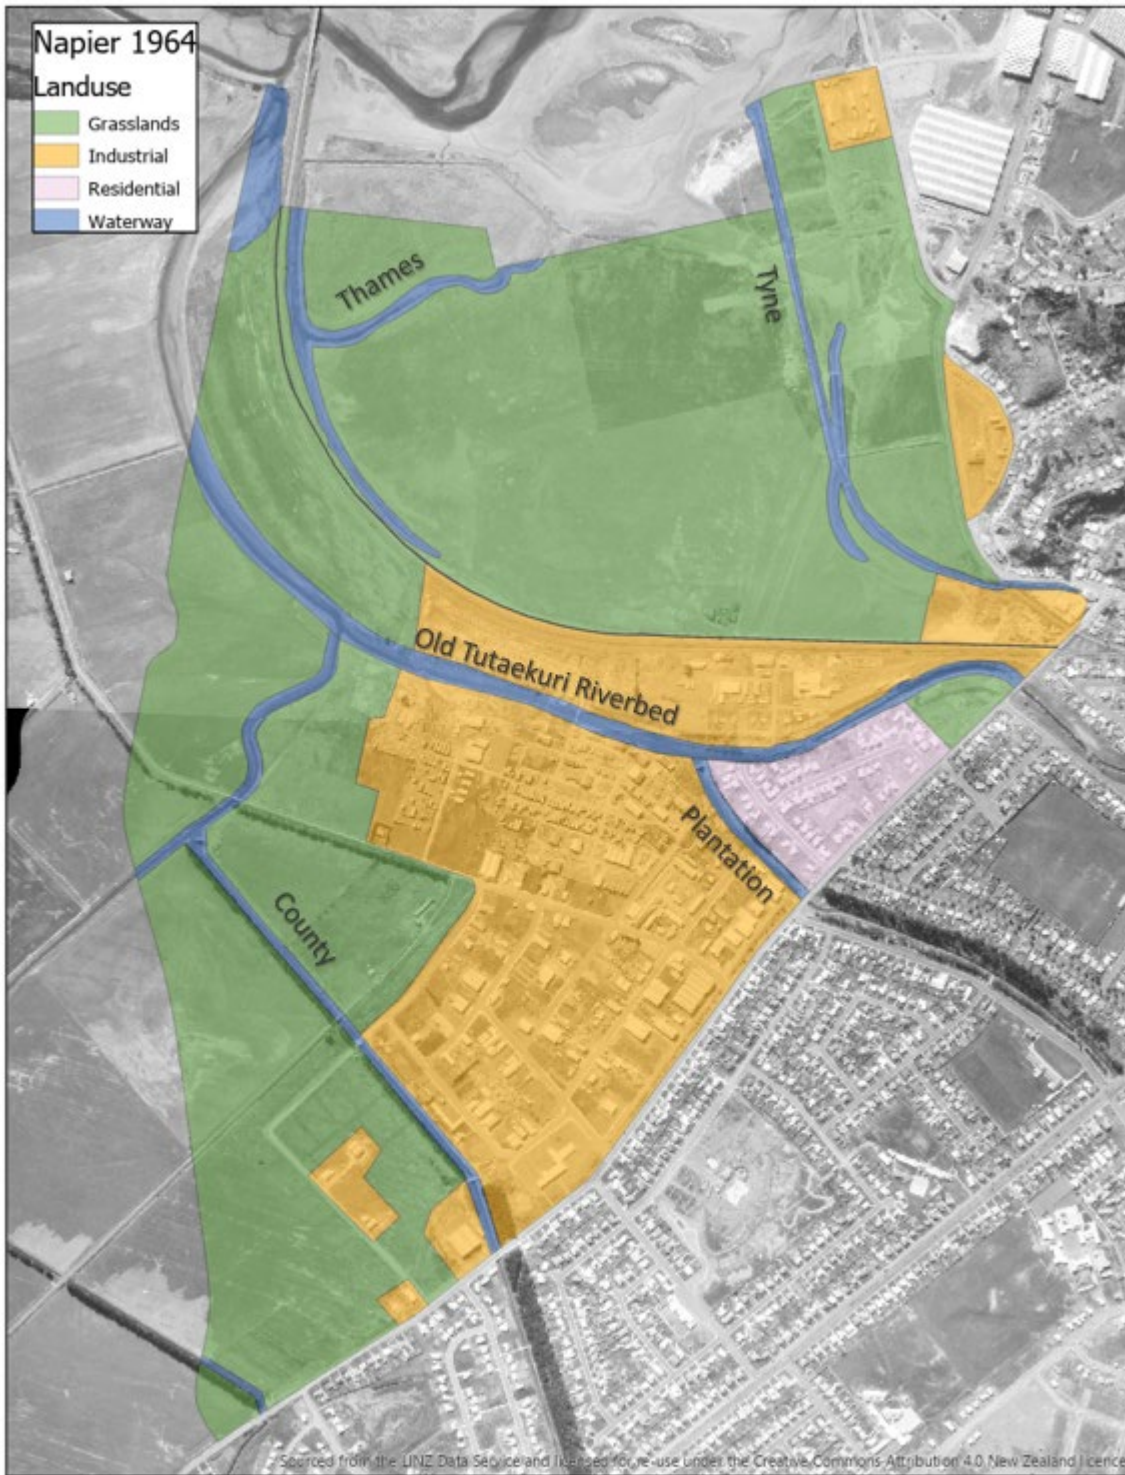 Napier 1964
Landuse
Grasslands
Industrial
Residential
Waterway
Thames
Tyne
Old Tutaekuri Riverbed
Plantation
County
Sourced from the LINZ Data Service and licensed for re-use under the Creative Commons Attribution 4.0 New Zealand licence